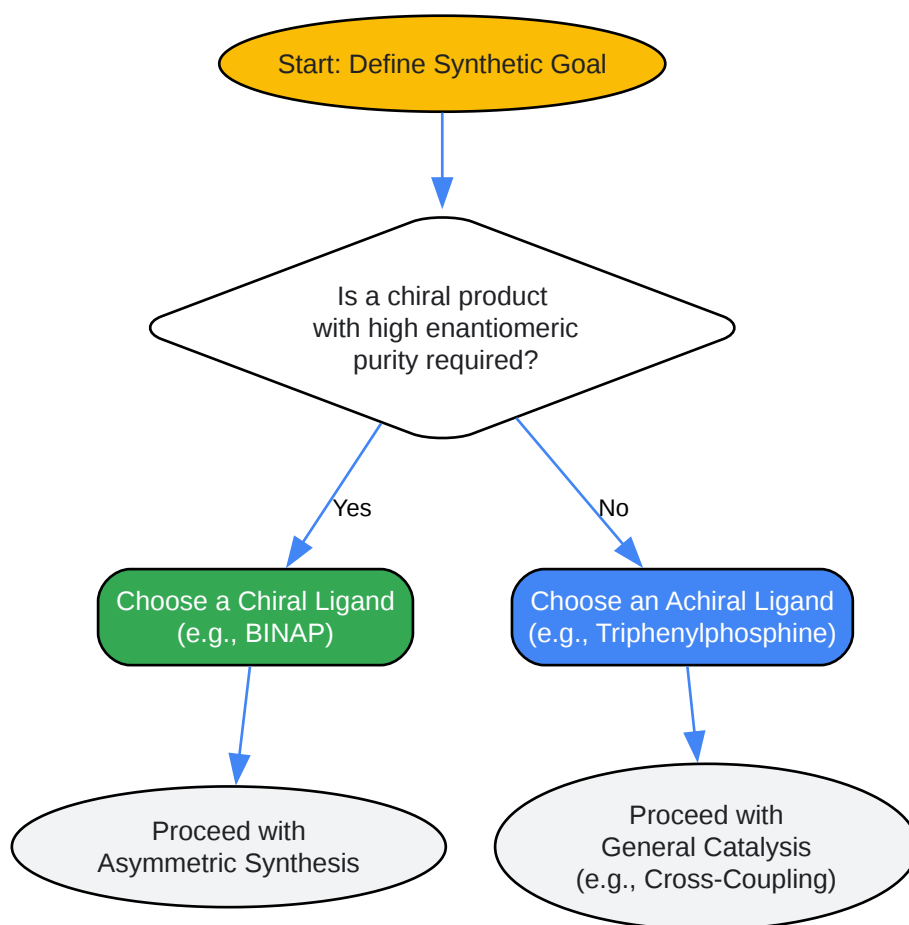 Start: Define Synthetic Goal
Is a chiral product
with high enantiomeric
purity required?
Yes
No
Choose a Chiral Ligand
(e.g., BINAP)
Choose an Achiral Ligand
(e.g., Triphenylphosphine)
Proceed with
Asymmetric Synthesis
Proceed with
General Catalysis
(e.g., Cross-Coupling)